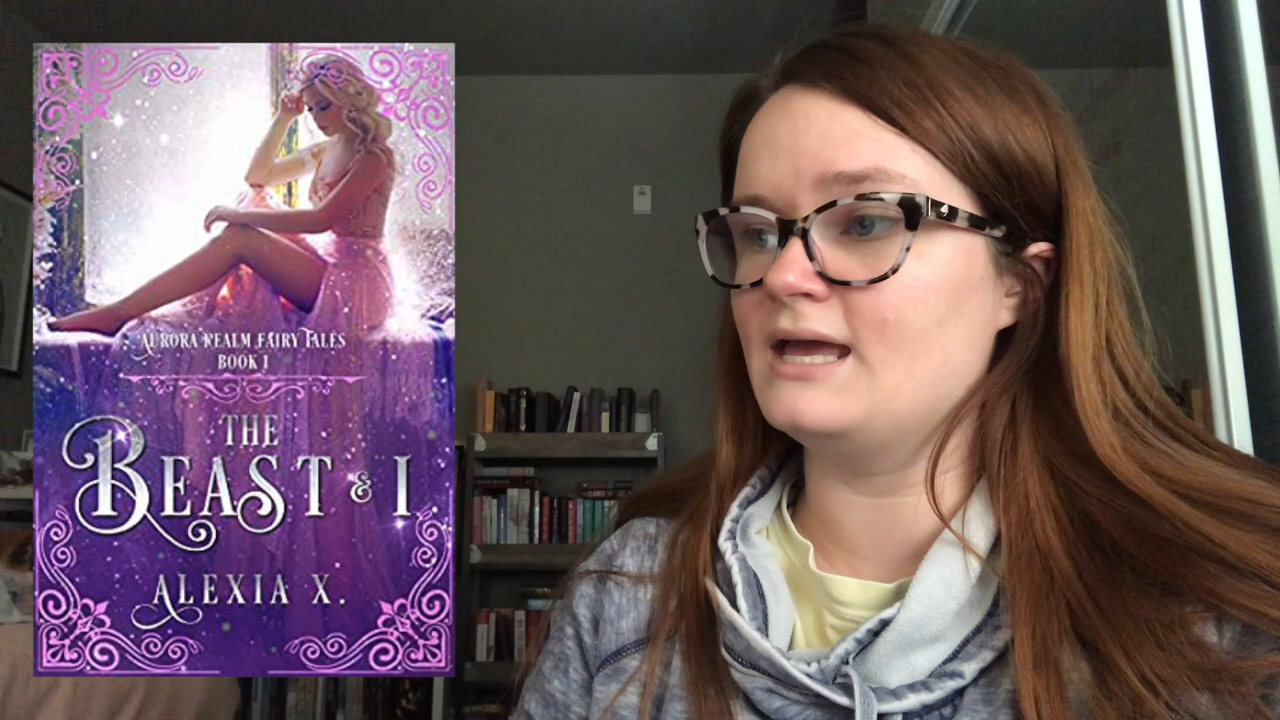 AURORA REALM FAIRY TALES
BOOK 1
THE
BEAST & I
ALEXIA X.